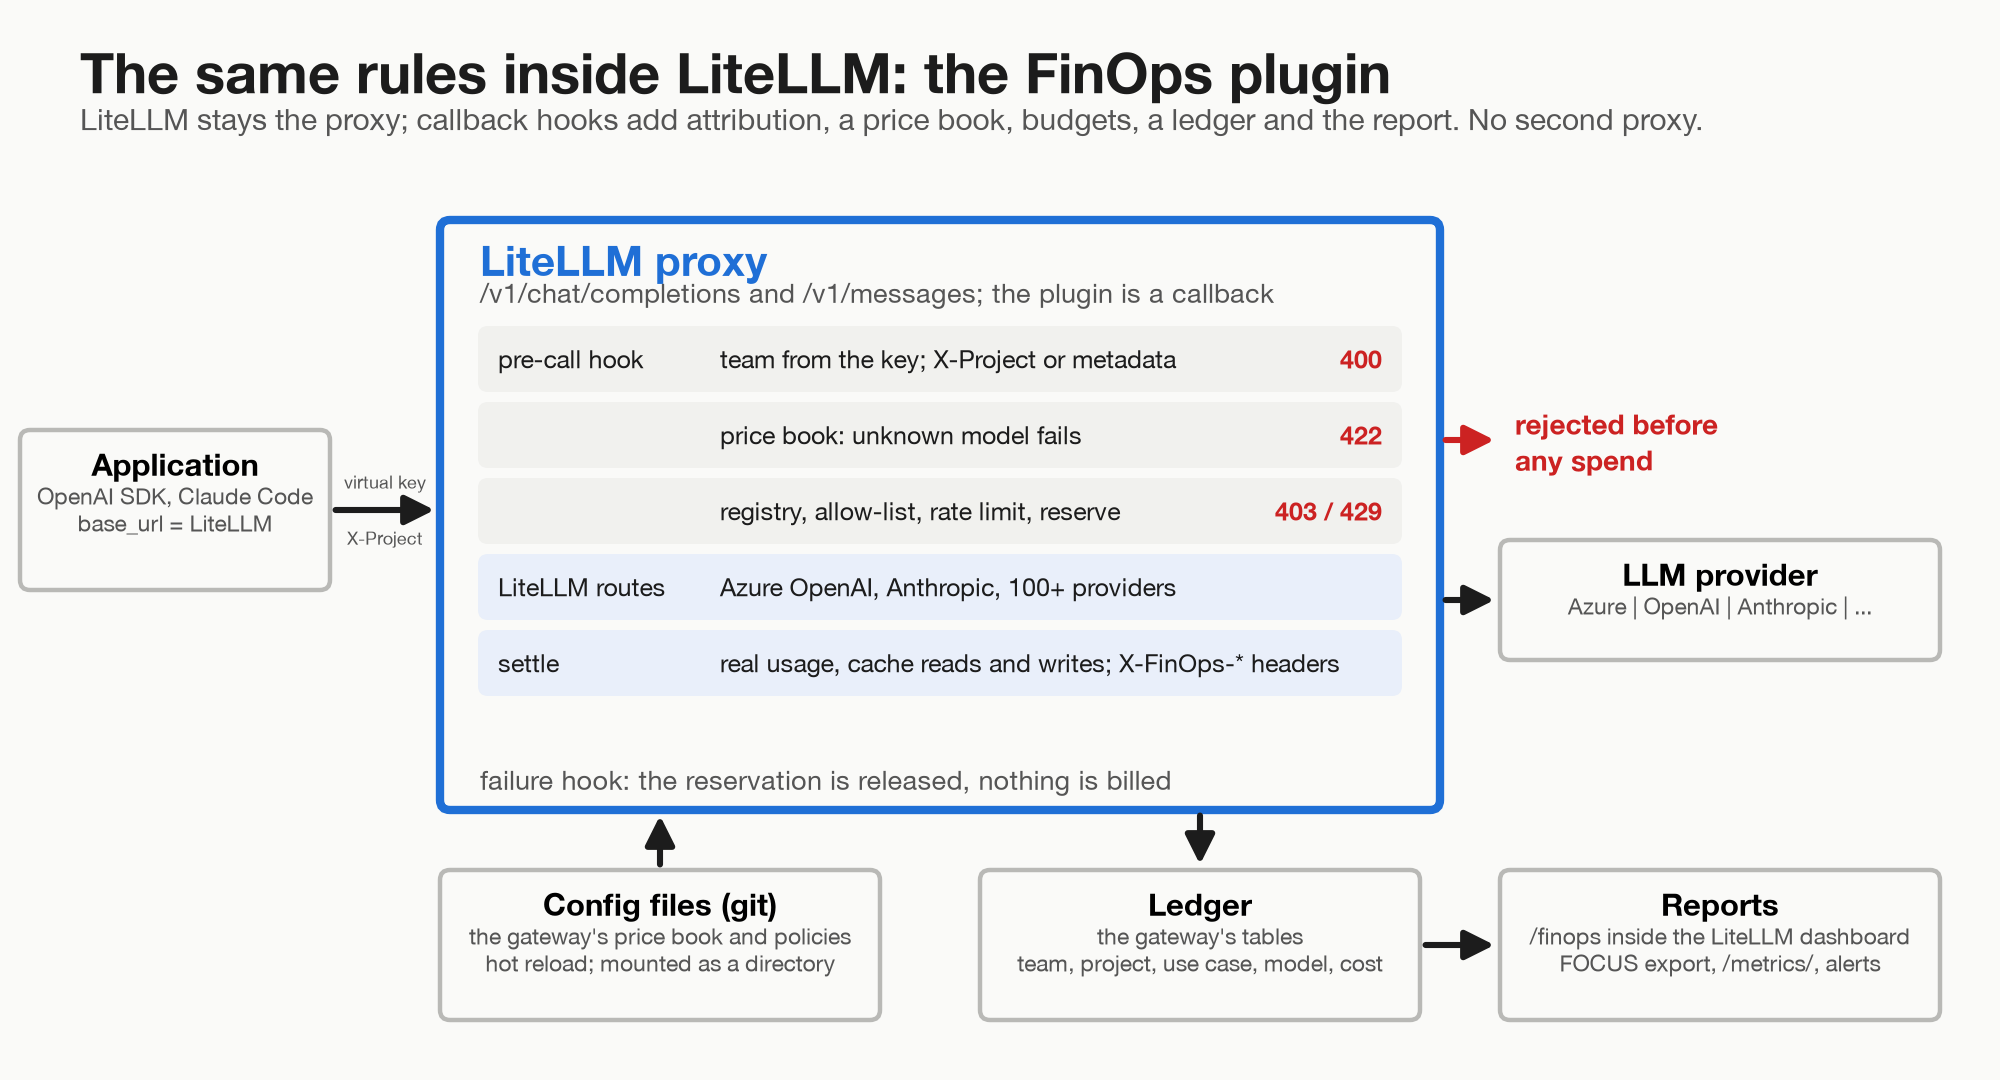 The same rules inside LiteLLM: the FinOps plugin
LiteLLM stays the proxy; callback hooks add attribution, a price book, budgets, a ledger and the report. No second proxy.
LiteLLM proxy
/v1/chat/completions and /v1/messages; the plugin is a callback
pre-call hook team from the key; X-Project or metadata 400
price book: unknown model fails 422
registry, allow-list, rate limit, reserve 403 / 429
LiteLLM routes Azure OpenAI, Anthropic, 100+ providers
settle real usage, cache reads and writes; X-FinOps-* headers
failure hook: the reservation is released, nothing is billed
Application
OpenAI SDK, Claude Code
base_url = LiteLLM
virtual key
X-Project
rejected before
any spend
LLM provider
Azure | OpenAI | Anthropic | ...
Config files (git)
the gateway's price book and policies
hot reload; mounted as a directory
Ledger
the gateway's tables
team, project, use case, model, cost
Reports
/finops inside the LiteLLM dashboard
FOCUS export, /metrics/, alerts